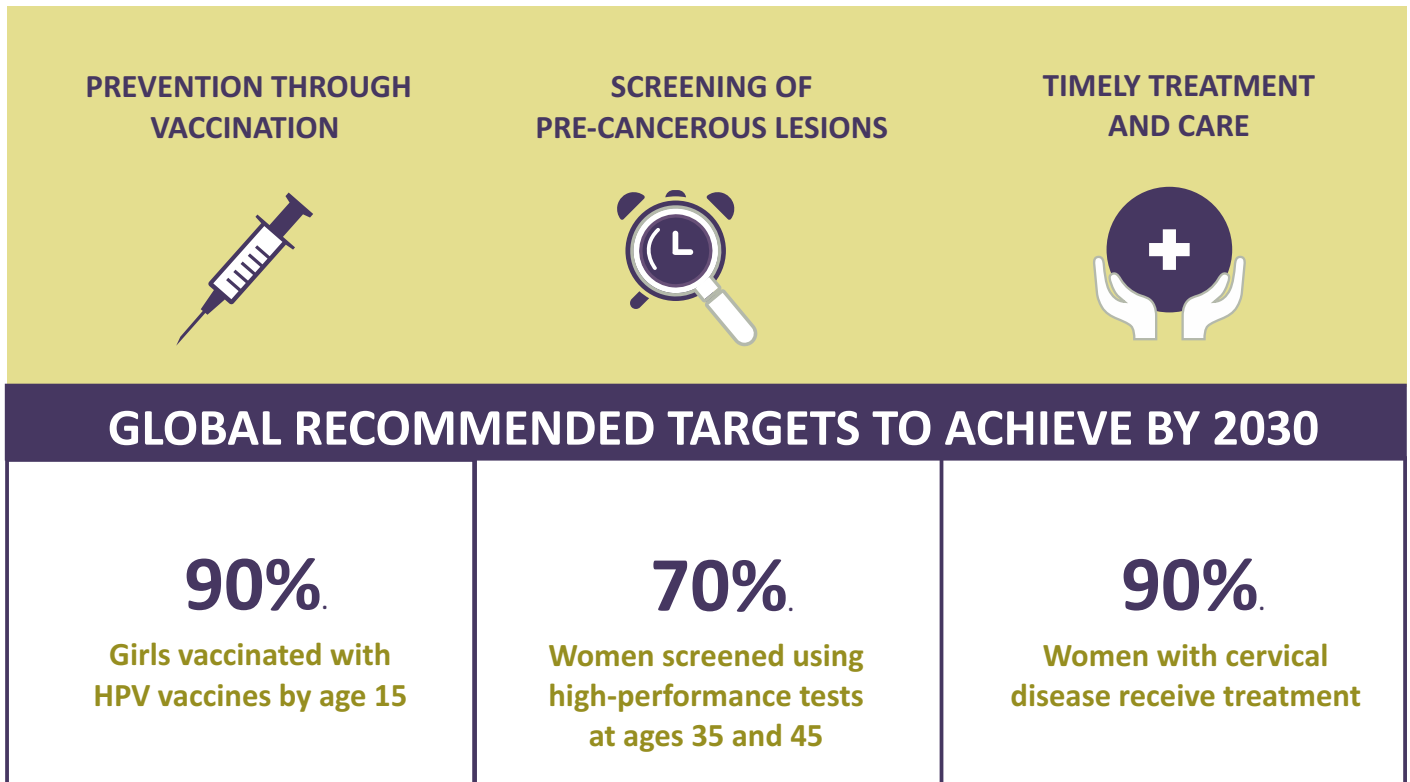 PREVENTION THROUGH
VACCINATION
SCREENING OF
PRE-CANCEROUS LESIONS
TIMELY TREATMENT
AND CARE
GLOBAL RECOMMENDED TARGETS TO ACHIEVE BY 2030
90%.
Girls vaccinated with
HPV vaccines by age 15
70%.
Women screened using
high-performance tests
at ages 35 and 45
90%.
Women with cervical
disease receive treatment